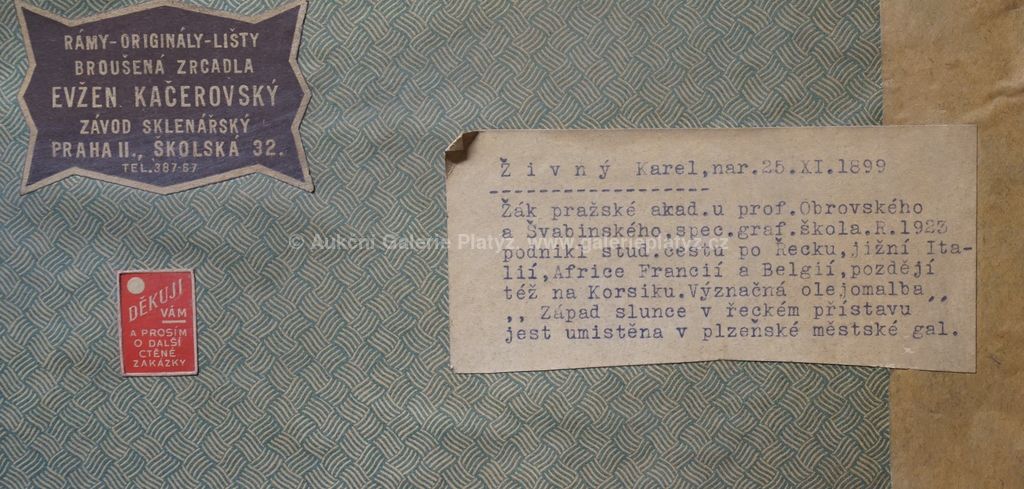 RÁMY-ORIGINÁLY-LIŠTY
BROUŠENÁ ZRCADLA
EVŽEN KAČEROVSKÝ
ZÁVOD SKLENÁŘSKÝ
PRAHA II., ŠKOLSKÁ 32.
TEL. 387-67
DĚKUJI
VÁM
A PROSÍM
O DALŠÍ
CTĚNÉ
ZAKÁZKY
Živný Karel,nar.25.XI.1899
Žák pražské akad.u prof.Obrovského
a Švabinského,spec.graf.škola.R.1923
podnikl stud.cestu po Řecku,jižní Ita-
lií,Africe Francií a Belgií,později
též na Korsiku.Význačná olejomalba,,
,, Západ slunce v řeckém přístavu
jest umistěna v plzeňské městské gal.
© Aukční Galerie Platýz, www.galerieplatyz.cz